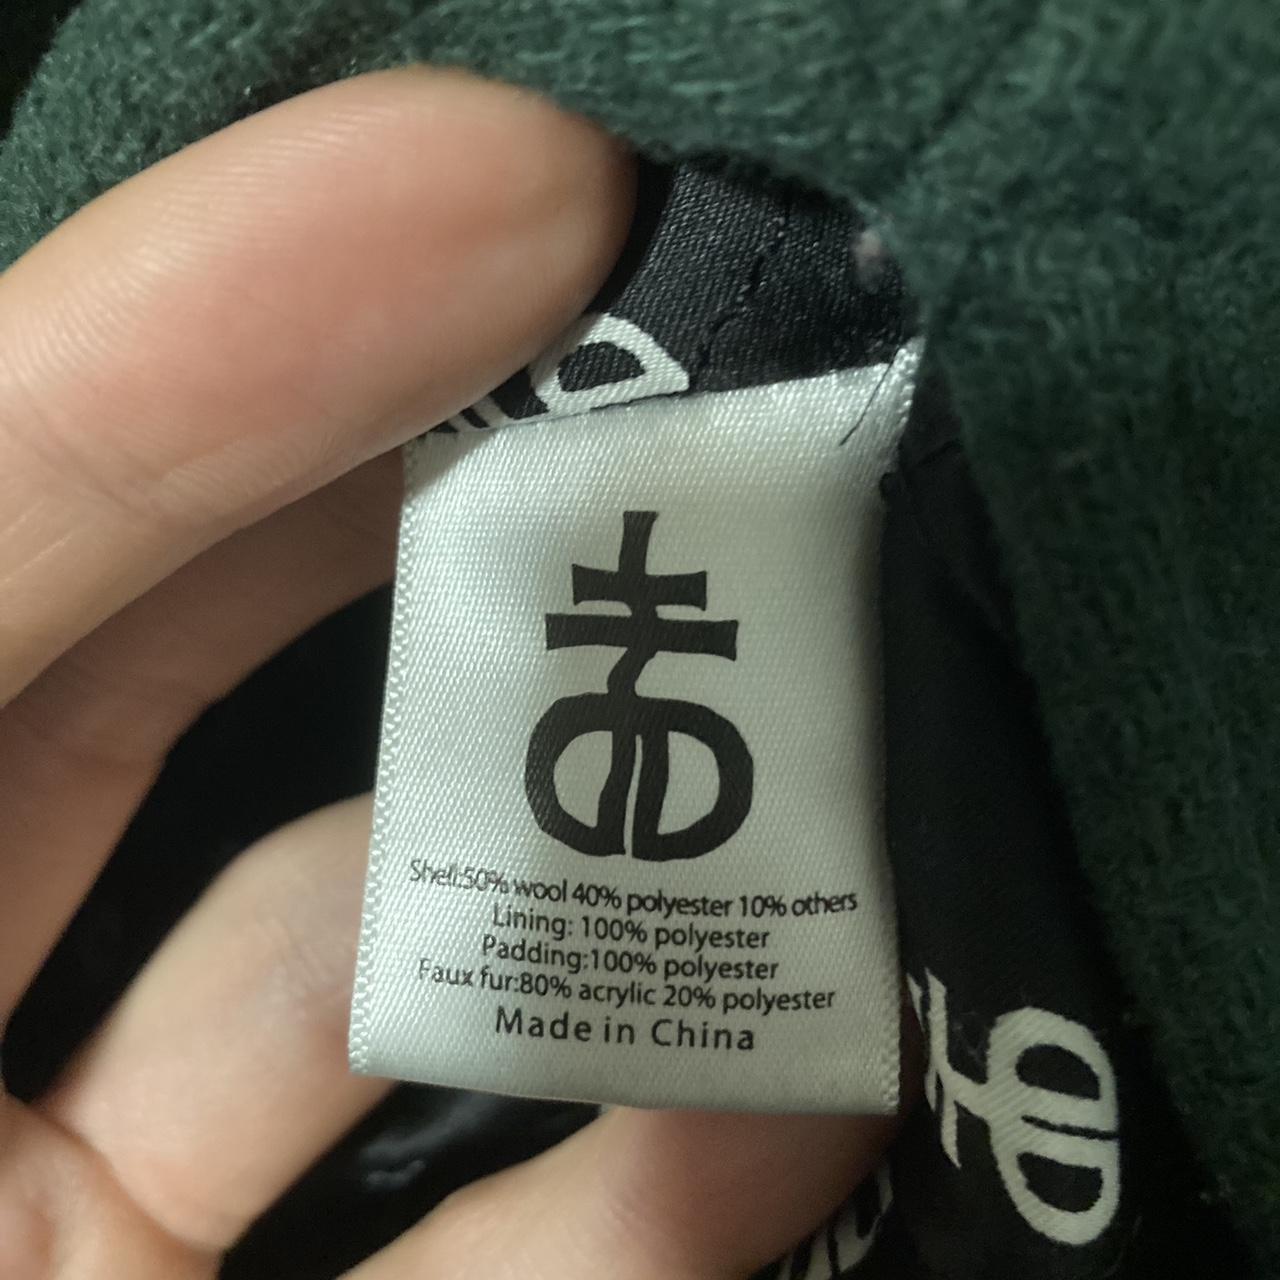 Shell:50% wool 40% polyester 10% others
Lining: 100% polyester
Padding:100% polyester
Faux fur:80% acrylic 20% polyester
Made in China